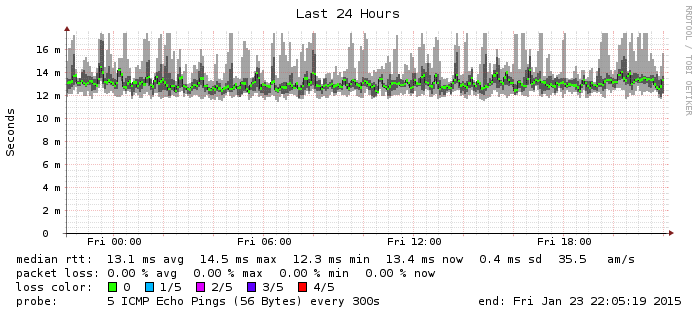 Last 24 Hours
RRDTOOL / TOBI OETIKER
Seconds
16 m
14 m
12 m
10 m
8 m
6 m
4 m
2 m
0
Fri 00:00 Fri 06:00 Fri 12:00 Fri 18:00
median rtt: 13.1 ms avg 14.5 ms max 12.3 ms min 13.4 ms now 0.4 ms sd 35.5 am/s
packet loss: 0.00 % avg 0.00 % max 0.00 % min 0.00 % now
loss color: 0 1/5 2/5 3/5 4/5
probe: 5 ICMP Echo Pings (56 Bytes) every 300s end: Fri Jan 23 22:05:19 2015